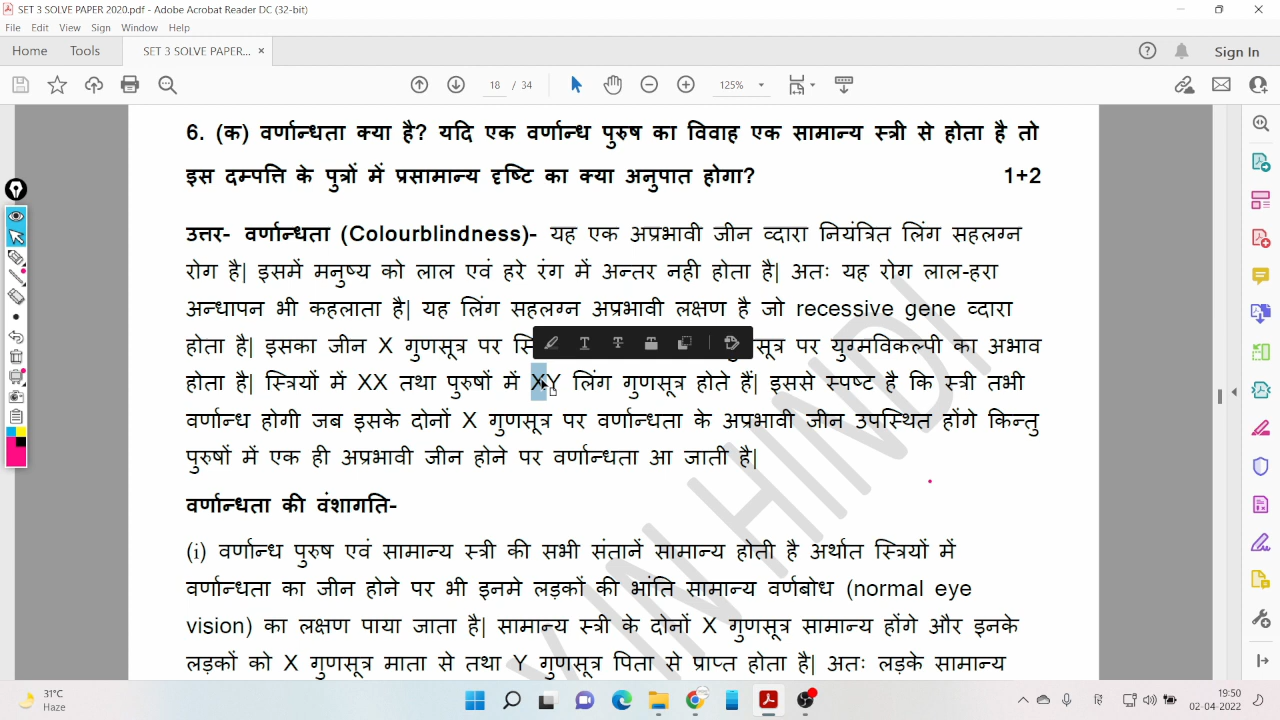 SET 3 SOLVE PAPER 2020.pdf - Adobe Acrobat Reader DC (32-bit)
File Edit View Sign Window Help
Home Tools SET 3 SOLVE PAPER... × Sign In
18 / 34 125%
6. (क) वर्णान्धता क्या है? यदि एक वर्णान्ध पुरुष का विवाह एक सामान्य स्त्री से होता है तो
इस दम्पत्ति के पुत्रों में प्रसामान्य दृष्टि का क्या अनुपात होगा? 1+2
उत्तर- वर्णान्धता (Colourblindness)- यह एक अप्रभावी जीन व्दारा नियंत्रित लिंग सहलग्न
रोग है| इसमें मनुष्य को लाल एवं हरे रंग में अन्तर नही होता है| अतः यह रोग लाल-हरा
अन्धापन भी कहलाता है| यह लिंग सहलग्न अप्रभावी लक्षण है जो recessive gene व्दारा
होता है| इसका जीन X गुणसूत्र पर पर युग्मविकल्पी का अभाव
होता है| स्त्रियों में XX तथा पुरुषों में XY लिंग गुणसूत्र होते हैं| इससे स्पष्ट है कि स्त्री तभी
वर्णान्ध होगी जब इसके दोनों X गुणसूत्र पर वर्णान्धता के अप्रभावी जीन उपस्थित होंगे किन्तु
पुरुषों में एक ही अप्रभावी जीन होने पर वर्णान्धता आ जाती है|
वर्णान्धता की वंशागति-
(i) वर्णान्ध पुरुष एवं सामान्य स्त्री की सभी संतानें सामान्य होती है अर्थात स्त्रियों में
वर्णान्धता का जीन होने पर भी इनमे लड़कों की भांति सामान्य वर्णबोध (normal eye
vision) का लक्षण पाया जाता है| सामान्य स्त्री के दोनों X गुणसूत्र सामान्य होंगे और इनके
लड़कों को X गुणसूत्र माता से तथा Y गुणसूत्र पिता से प्राप्त होता है| अतः लड़के सामान्य
IN HINDI
31°C
Haze
19:50
02-04-2022